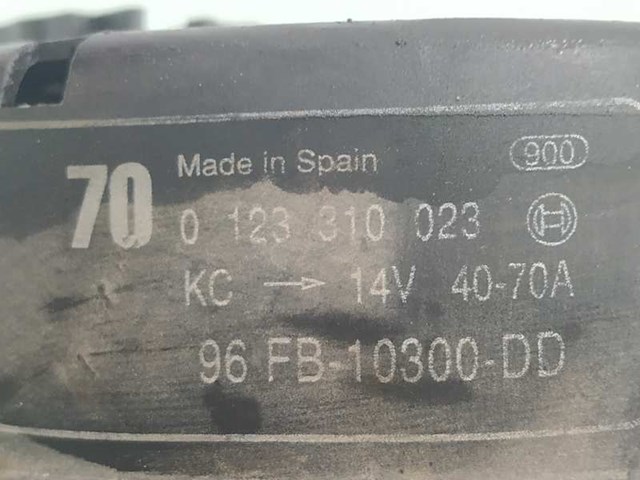 70
Made in Spain 900
0 123 310 023
KC → 14V 40-70A
96 FB-10300-DD